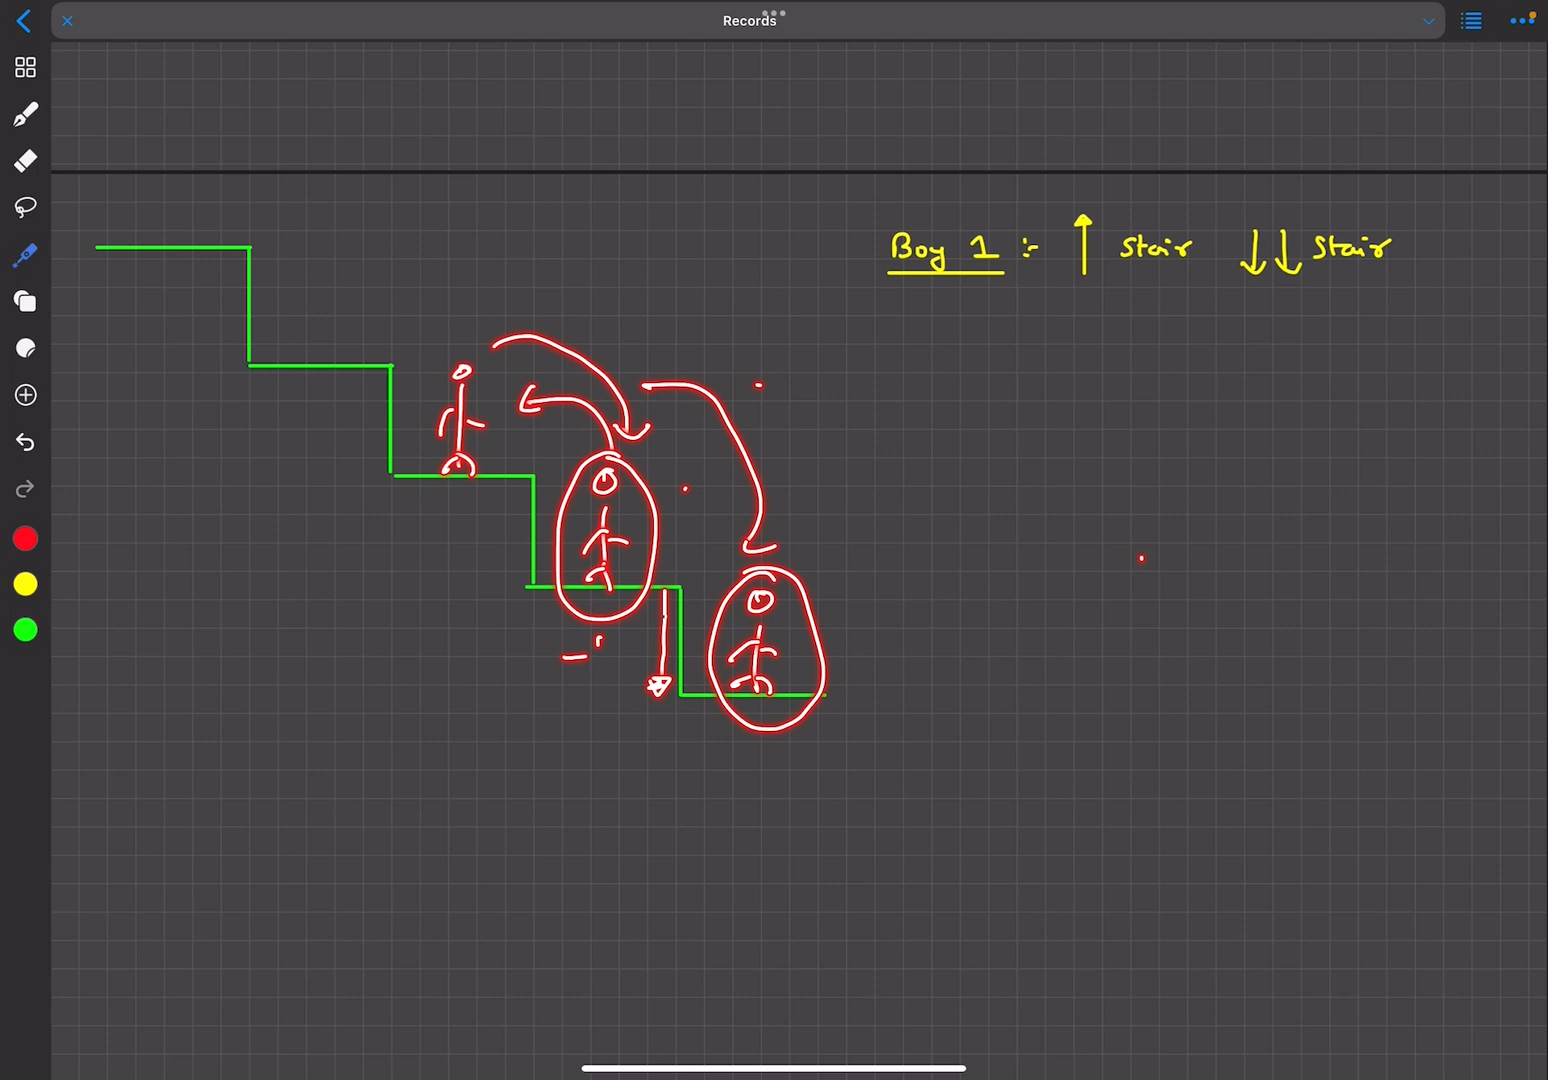 Records
Boy 1 :- ↑ Stair ↓↓ Stair